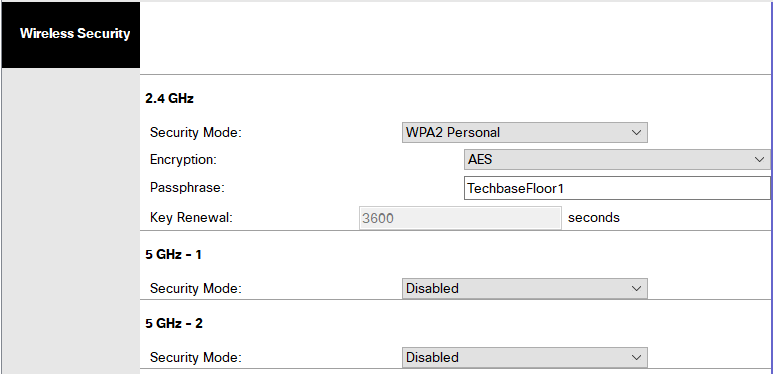 Wireless Security
2.4 GHz
Security Mode: WPA2 Personal
Encryption: AES
Passphrase: TechbaseFloor1
Key Renewal: 3600 seconds
5 GHz - 1
Security Mode: Disabled
5 GHz - 2
Security Mode: Disabled